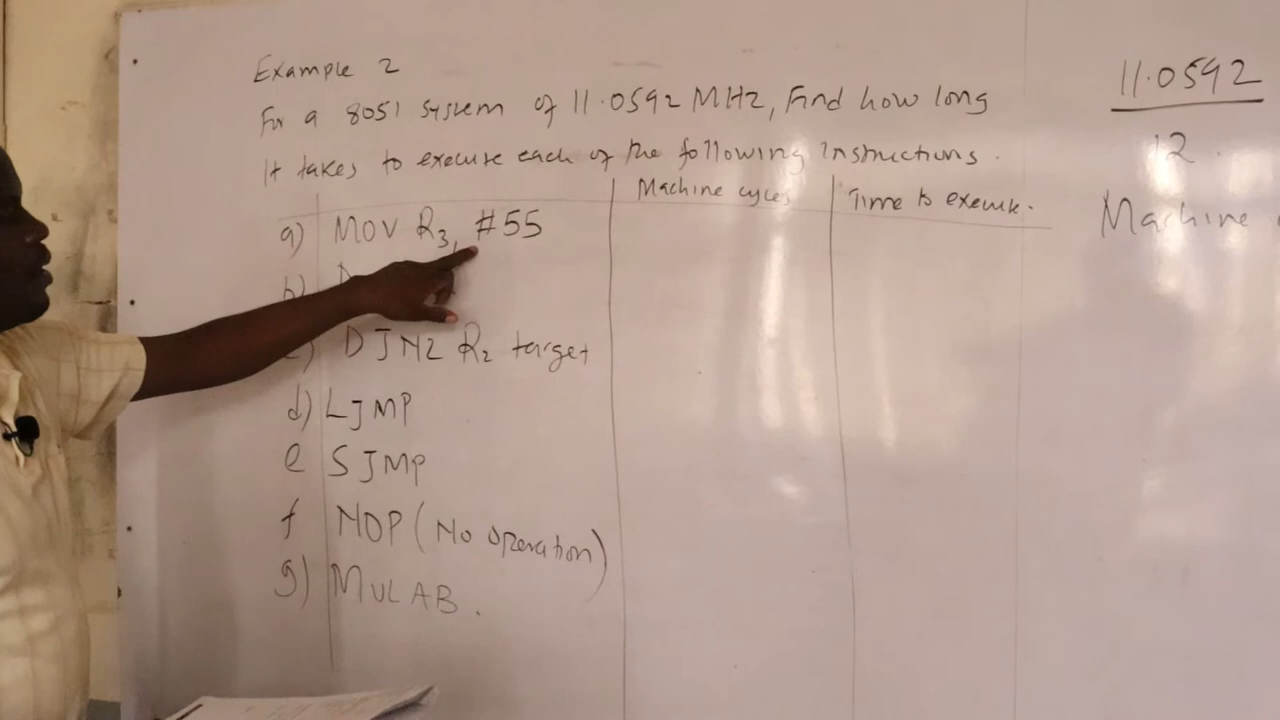 Example 2
For a 8051 system of 11.0592 MHz, Find how long
It takes to execute each of the following instructions.
Machine cycles
Time to execute.
a) MOV R3, #55
b) D
c) DJNZ R2 target
d) LJMP
e SJMP
f NOP (No operation)
g) MUL AB.
11.0592
12
Machine